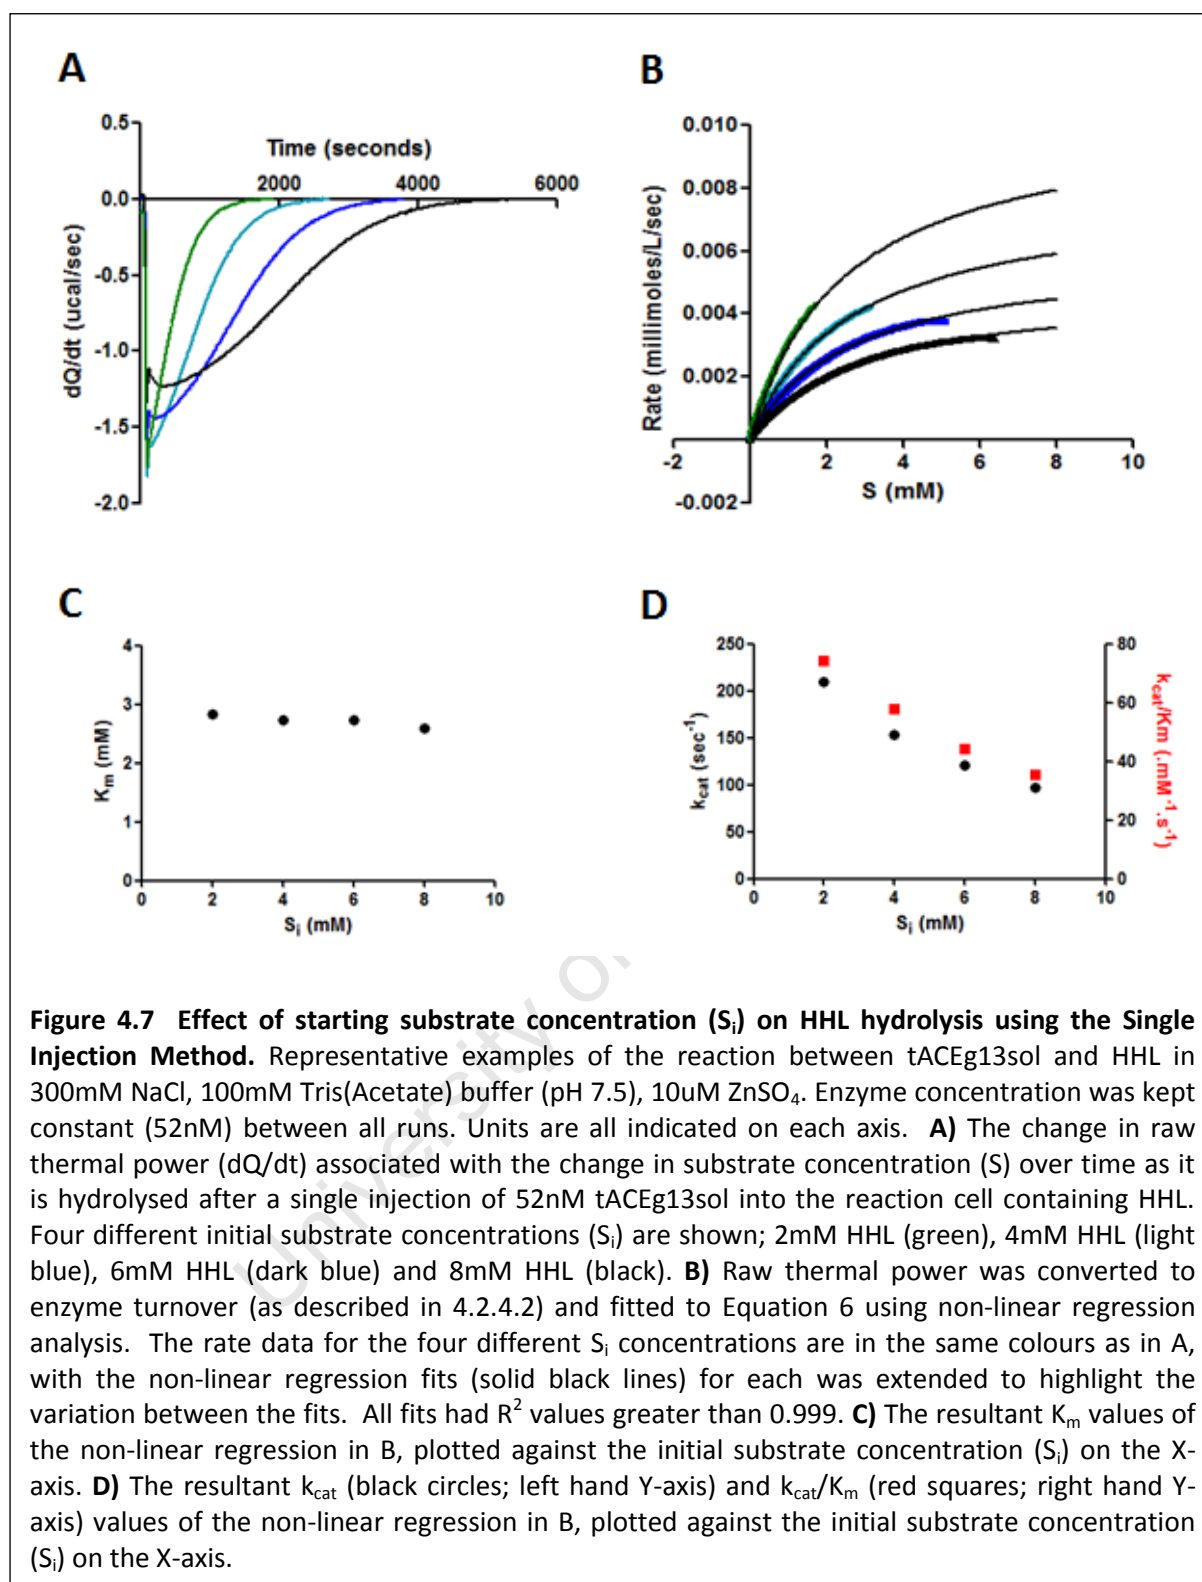 A
B
0.5
Time (seconds)
2000 4000 6000
0.0
-0.5
-1.0
-1.5
-2.0
dQ/dt (ucal/sec)
0.010
0.008
0.006
0.004
0.002
-0.002
Rate (millimoles/L/sec)
-2 2 4 6 8 10
S (mM)
C
D
4
3
2
1
0
K_m (mM)
0 2 4 6 8 10
S_i (mM)
250
200
150
100
50
0
k_cat (sec⁻¹)
80
60
40
20
0
k_cat/Km (.mM⁻¹.s⁻¹)
0 2 4 6 8 10
S_i (mM)
University of
Figure 4.7 Effect of starting substrate concentration (S_i) on HHL hydrolysis using the Single
Injection Method. Representative examples of the reaction between tACEg13sol and HHL in
300mM NaCl, 100mM Tris(Acetate) buffer (pH 7.5), 10uM ZnSO₄. Enzyme concentration was kept
constant (52nM) between all runs. Units are all indicated on each axis. A) The change in raw
thermal power (dQ/dt) associated with the change in substrate concentration (S) over time as it
is hydrolysed after a single injection of 52nM tACEg13sol into the reaction cell containing HHL.
Four different initial substrate concentrations (S_i) are shown; 2mM HHL (green), 4mM HHL (light
blue), 6mM HHL (dark blue) and 8mM HHL (black). B) Raw thermal power was converted to
enzyme turnover (as described in 4.2.4.2) and fitted to Equation 6 using non-linear regression
analysis. The rate data for the four different S_i concentrations are in the same colours as in A,
with the non-linear regression fits (solid black lines) for each was extended to highlight the
variation between the fits. All fits had R² values greater than 0.999. C) The resultant K_m values of
the non-linear regression in B, plotted against the initial substrate concentration (S_i) on the X-
axis. D) The resultant k_cat (black circles; left hand Y-axis) and k_cat/K_m (red squares; right hand Y-
axis) values of the non-linear regression in B, plotted against the initial substrate concentration
(S_i) on the X-axis.